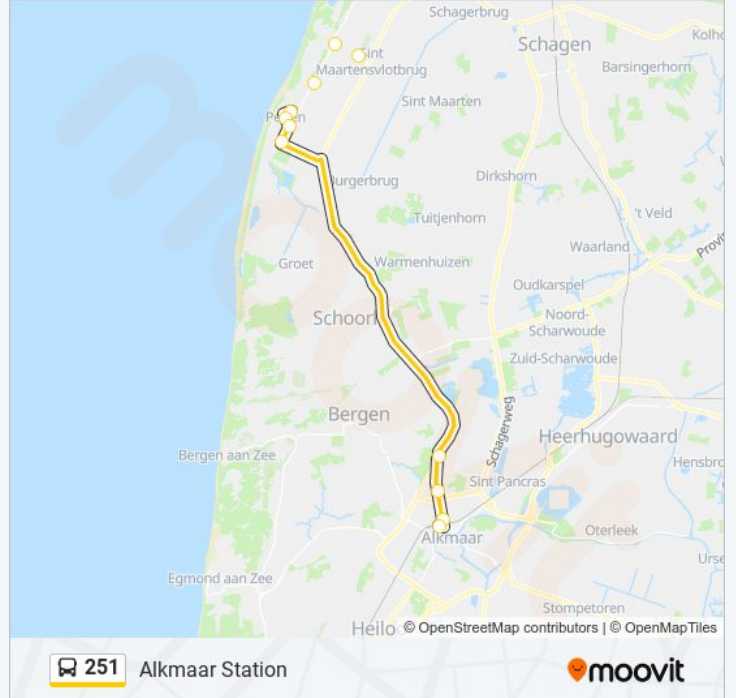 Schagerbrug
Schagen
Kolho
Sint
Maartensvlotbrug
Barsingerhorn
Sint Maarten
Petten
Burgerbrug
Dirkshorn
't Veld
Tuitjenhorn
Waarland
Provin
Groet
Warmenhuizen
Oudkarspel
Schoorl
Noord-
Scharwoude
Zuid-Scharwoude
Bergen
Schagerweg
Heerhugowaard
Bergen aan Zee
Hensbro
Sint Pancras
Alkmaar
Oterleek
Urse
Egmond aan Zee
Stompetoren
Heiloo
© OpenStreetMap contributors | © OpenMapTiles
251 Alkmaar Station
moovit